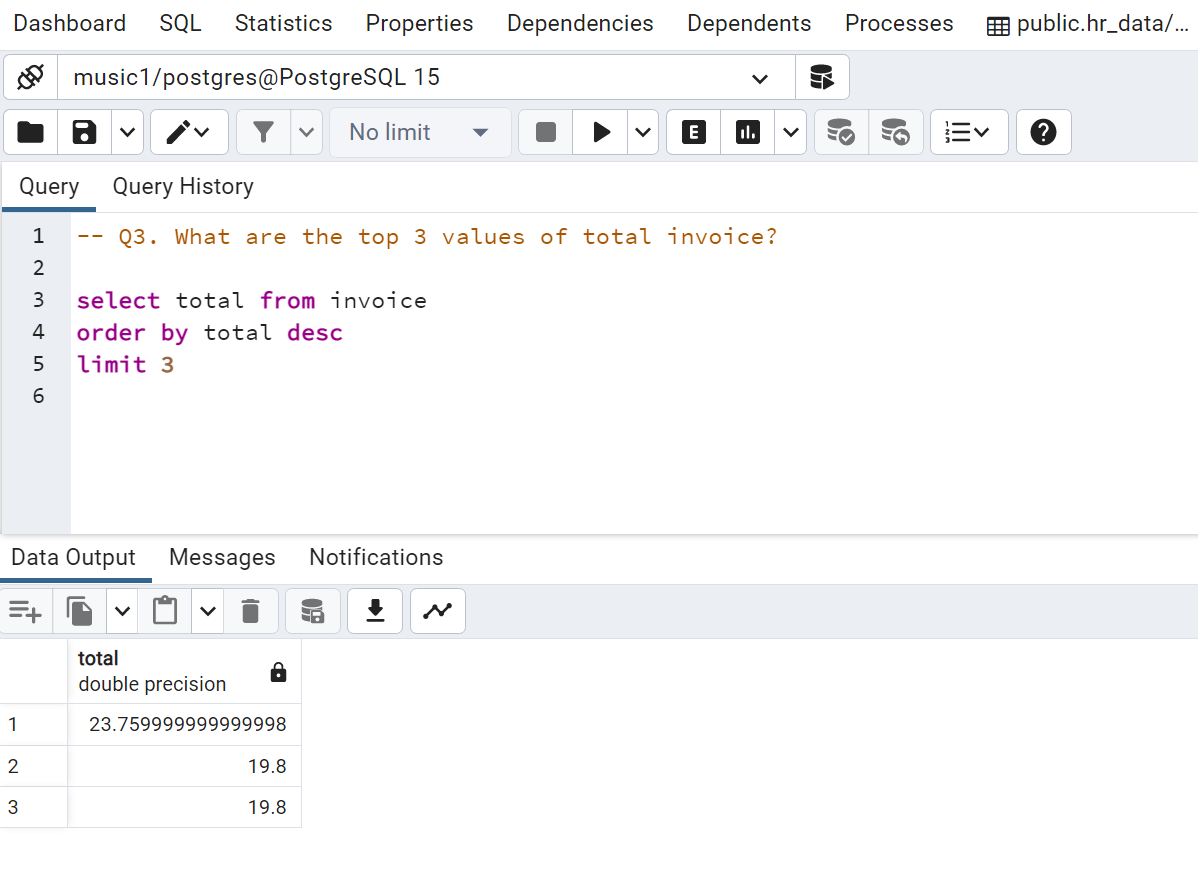 Dashboard SQL Statistics Properties Dependencies Dependents Processes public.hr_data/...
music1/postgres@PostgreSQL 15
No limit E
Query Query History
1 -- Q3. What are the top 3 values of total invoice?
2
3 select total from invoice
4 order by total desc
5 limit 3
6
Data Output Messages Notifications
total
double precision
1 23.759999999999998
2 19.8
3 19.8